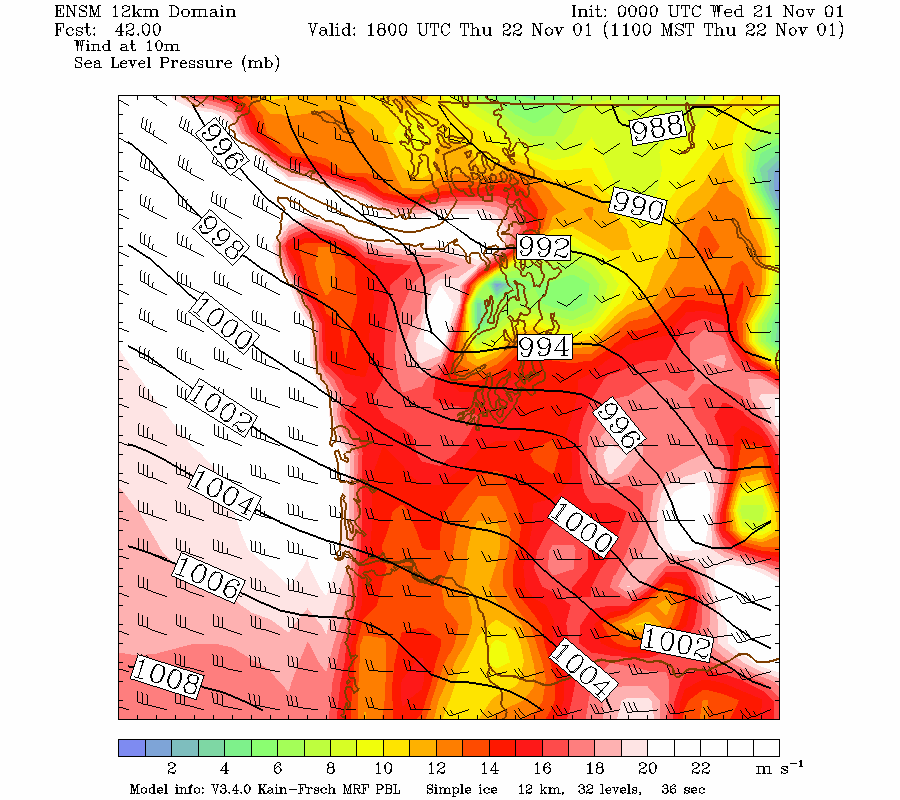 ENSM 12km Domain Init: 0000 UTC Wed 21 Nov 01
Fcst: 42.00 Valid: 1800 UTC Thu 22 Nov 01 (1100 MST Thu 22 Nov 01)
Wind at 10m
Sea Level Pressure (mb)
988
996
990
998
992
1000
994
1002
996
1004
1000
1006
1002
1004
1008
2 4 6 8 10 12 14 16 18 20 22 m s⁻¹
Model info: V3.4.0 Kain-Frsch MRF PBL Simple ice 12 km, 32 levels, 36 sec